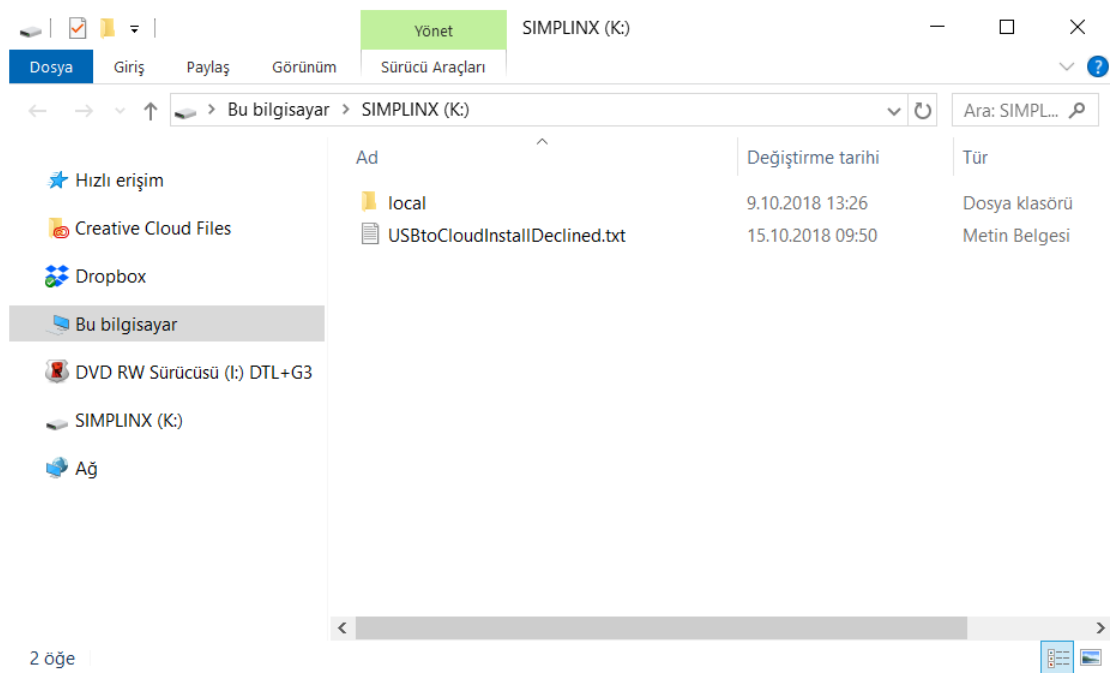 Yönet
SIMPLINX (K:)
Dosya
Giriş
Paylaş
Görünüm
Sürücü Araçları
Bu bilgisayar
SIMPLINX (K:)
Ara: SIMPL...
Hızlı erişim
Creative Cloud Files
Dropbox
Bu bilgisayar
DVD RW Sürücüsü (I:) DTL+G3
SIMPLINX (K:)
Ağ
Ad
Değiştirme tarihi
Tür
local
9.10.2018 13:26
Dosya klasörü
USBtoCloudInstallDeclined.txt
15.10.2018 09:50
Metin Belgesi
2 öğe